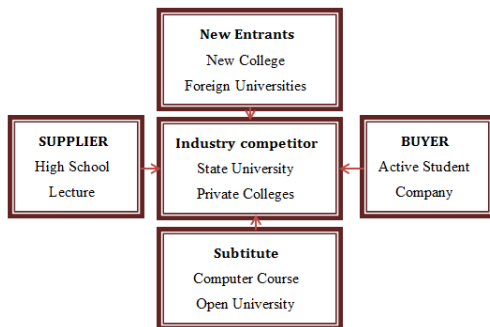 New Entrants
New College
Foreign Universities
SUPPLIER
High School
Lecture
Industry competitor
State University
Private Colleges
BUYER
Active Student
Company
Subtitute
Computer Course
Open University